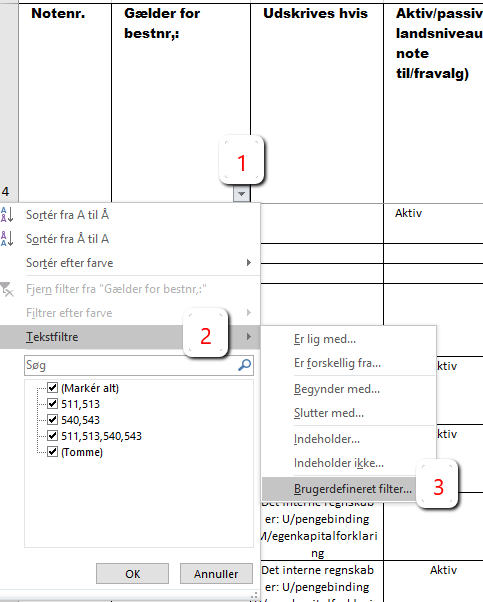 Notenr.
Gælder for
bestnr,:
Udskrives hvis
Aktiv/passiv
landsniveau
note
til/fravalg)
1
4
Aktiv
Sortér fra A til Å
Sortér fra Å til A
Sortér efter farve
Fjern filter fra "Gælder for bestnr,:"
Filtrer efter farve
Tekstfiltre
2
Søg
(Markér alt)
511,513
540,543
511,513,540,543
(Tomme)
OK
Annuller
Er lig med...
Er forskellig fra...
Begynder med...
Slutter med...
Indeholder...
Indeholder ikke...
Brugerdefineret filter...
3
ktiv
ktiv
Det interne regnskab
er: U/pengebinding
M/egenkapitalforklari
ng
Det interne regnskab
er: U/pengebinding
Aktiv